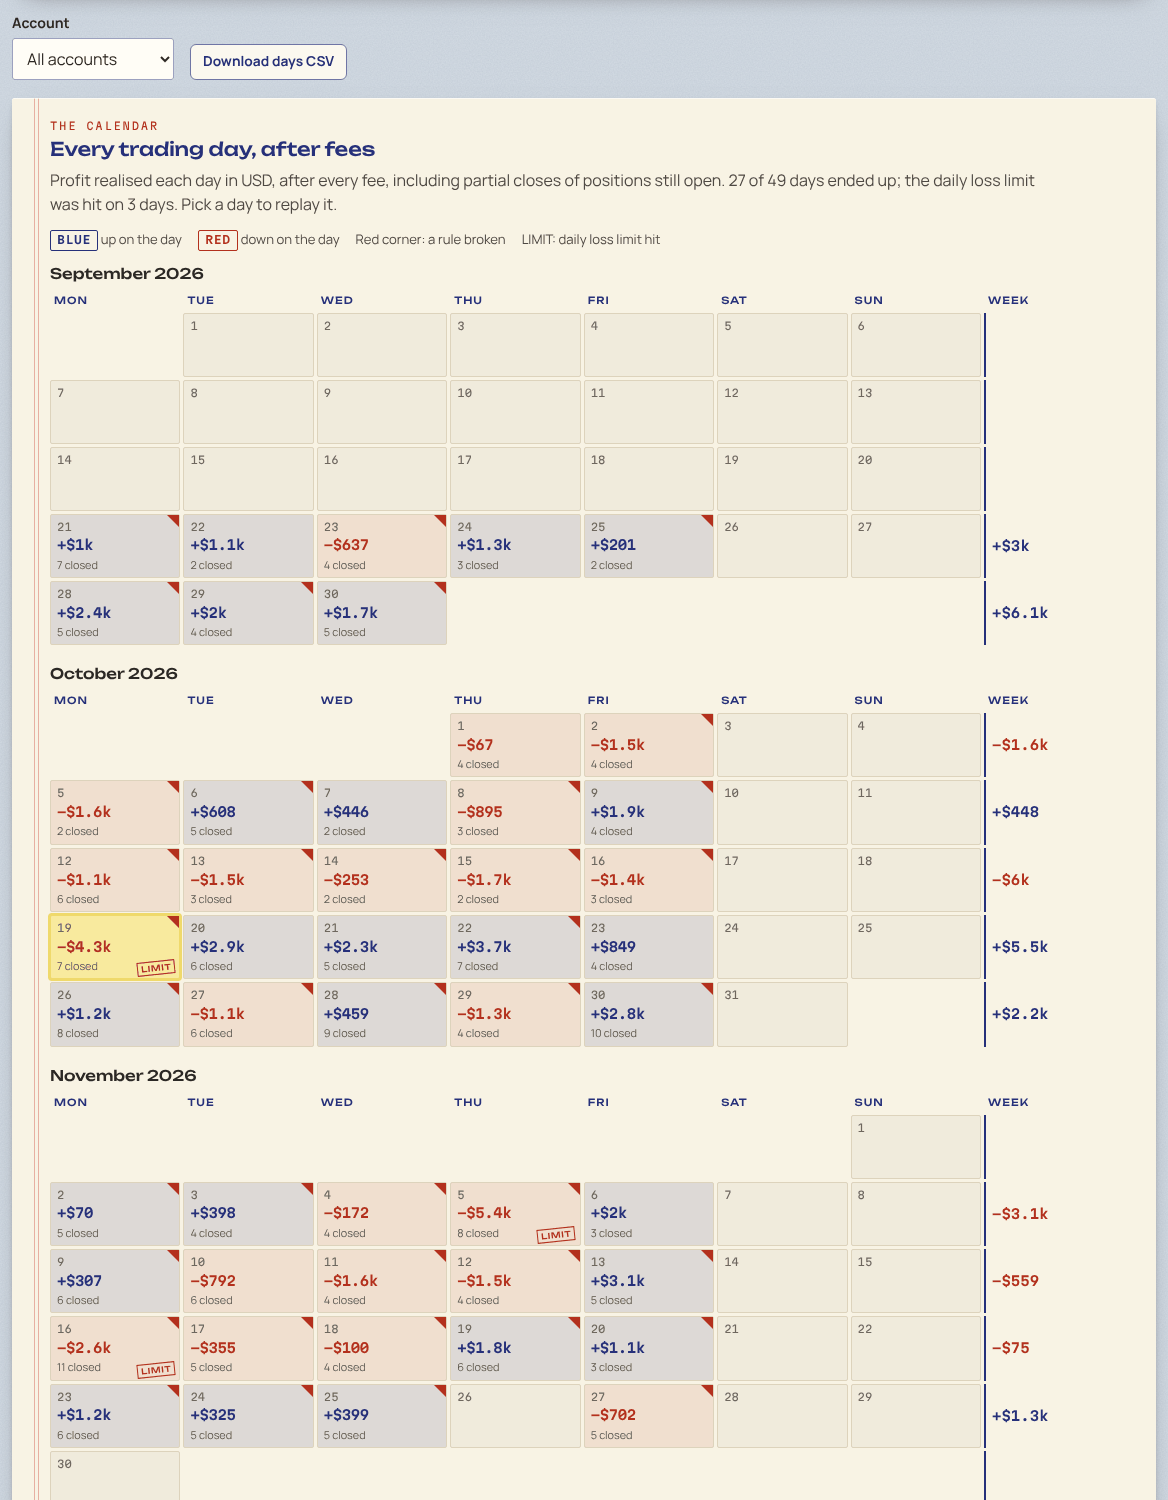 Account
All accounts
Download days CSV
THE CALENDAR
Every trading day, after fees
Profit realised each day in USD, after every fee, including partial closes of positions still open. 27 of 49 days ended up; the daily loss limit
was hit on 3 days. Pick a day to replay it.
BLUE up on the day RED down on the day Red corner: a rule broken LIMIT: daily loss limit hit
September 2026
MON TUE WED THU FRI SAT SUN WEEK
1 2 3 4 5 6
7 8 9 10 11 12 13
14 15 16 17 18 19 20
21 22 23 24 25 26 27
+$1k +$1.1k −$637 +$1.3k +$201 +$3k
7 closed 2 closed 4 closed 3 closed 2 closed
28 29 30
+$2.4k +$2k +$1.7k +$6.1k
5 closed 4 closed 5 closed
October 2026
MON TUE WED THU FRI SAT SUN WEEK
1 2 3 4
−$67 −$1.5k −$1.6k
4 closed 4 closed
5 6 7 8 9 10 11
−$1.6k +$608 +$446 −$895 +$1.9k +$448
2 closed 5 closed 2 closed 3 closed 4 closed
12 13 14 15 16 17 18
−$1.1k −$1.5k −$253 −$1.7k −$1.4k −$6k
6 closed 3 closed 2 closed 2 closed 3 closed
19 20 21 22 23 24 25
−$4.3k +$2.9k +$2.3k +$3.7k +$849 +$5.5k
7 closed LIMIT 6 closed 5 closed 7 closed 4 closed
26 27 28 29 30 31
+$1.2k −$1.1k +$459 −$1.3k +$2.8k +$2.2k
8 closed 6 closed 9 closed 3 closed 10 closed
November 2026
MON TUE WED THU FRI SAT SUN WEEK
1
2 3 4 5 6 7 8
+$70 +$398 −$172 −$5.4k +$2k −$3.1k
5 closed 4 closed 4 closed 8 closed LIMIT 3 closed
9 10 11 12 13 14 15
+$307 −$792 −$1.6k −$1.5k +$3.1k −$559
6 closed 6 closed 4 closed 4 closed 5 closed
16 17 18 19 20 21 22
−$2.6k −$355 −$100 +$1.8k +$1.1k −$75
11 closed LIMIT 5 closed 4 closed 6 closed 3 closed
23 24 25 26 27 28 29
+$1.2k +$325 +$399 −$702 +$1.3k
6 closed 5 closed 5 closed 5 closed
30